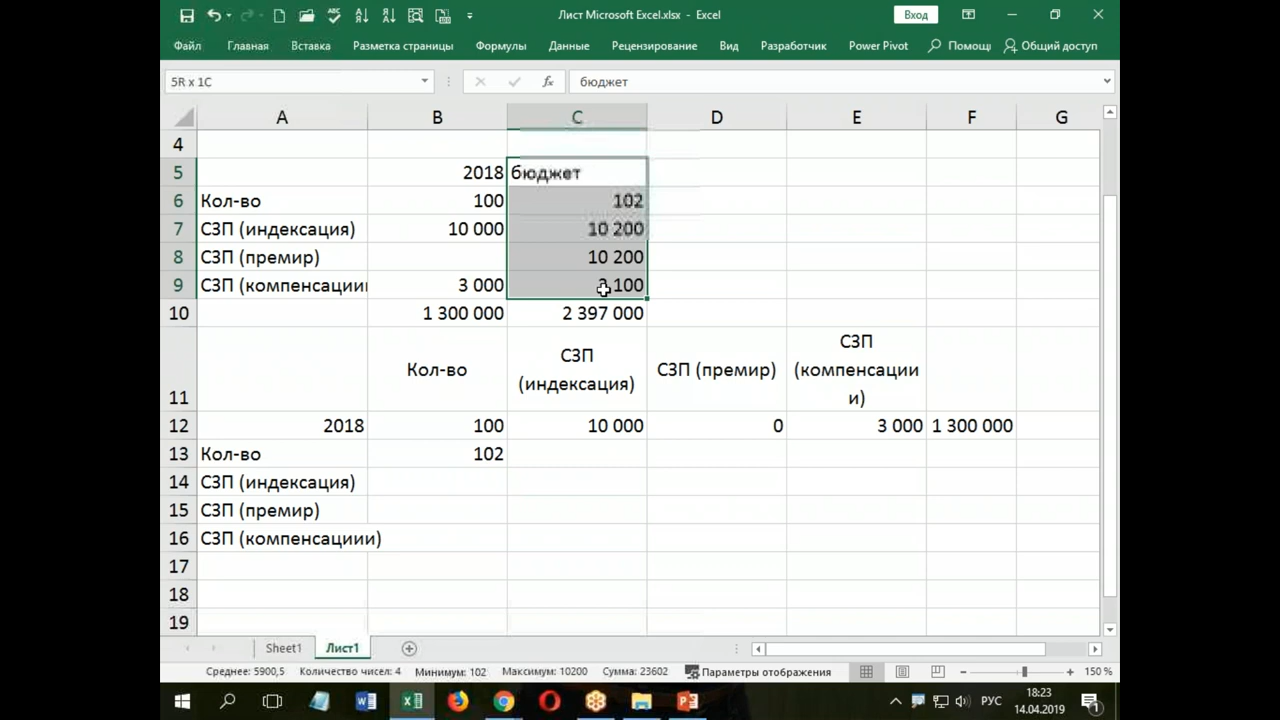 Лист Microsoft Excel.xlsx - Excel
Вход
Файл Главная Вставка Разметка страницы Формулы Данные Рецензирование Вид Разработчик Power Pivot Помощь Общий доступ
5R x 1C fx бюджет
A B C D E F G
4
5 2018 бюджет
6 Кол-во 100 102
7 СЗП (индексация) 10 000 10 200
8 СЗП (премир) 10 200
9 СЗП (компенсациии 3 000 100
10 1 300 000 2 397 000
11 Кол-во СЗП (индексация) СЗП (премир) СЗП (компенсации и)
12 2018 100 10 000 0 3 000 1 300 000
13 Кол-во 102
14 СЗП (индексация)
15 СЗП (премир)
16 СЗП (компенсациии)
17
18
19
Sheet1 Лист1
Среднее: 5900,5 Количество чисел: 4 Минимум: 102 Максимум: 10200 Сумма: 23602 Параметры отображения 150 %
РУС 18:23
14.04.2019